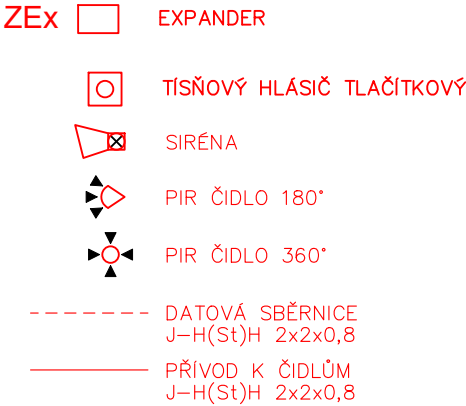 ZEx EXPANDER
TÍSŇOVÝ HLÁSIČ TLAČÍTKOVÝ
SIRÉNA
PIR ČIDLO 180°
PIR ČIDLO 360°
DATOVÁ SBĚRNICE
J-H(St)H 2x2x0,8
PŘÍVOD K ČIDLŮM
J-H(St)H 2x2x0,8